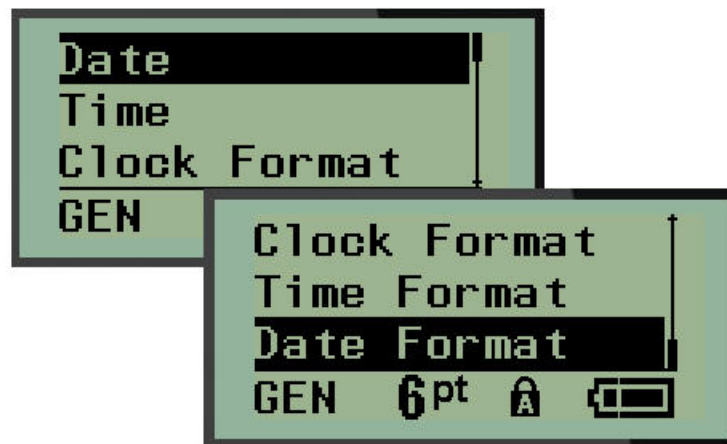 Date
Time
Clock Format
GEN
Clock Format
Time Format
Date Format
GEN 6pt A